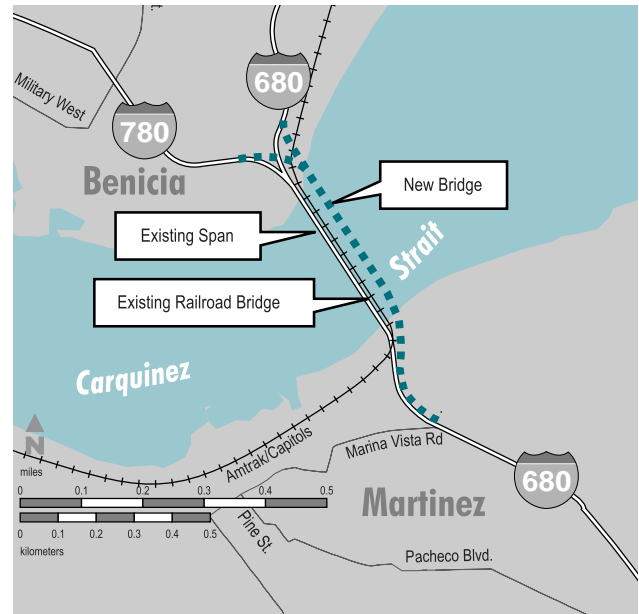 680
Military West
780
Benicia
New Bridge
Existing Span
Strait
Existing Railroad Bridge
Carquinez
N
Amtrak/Capitols
Marina Vista Rd
680
miles
0 0.1 0.2 0.3 0.4 0.5
Martinez
Pine St.
0 0.1 0.2 0.3 0.4 0.5
kilometers
Pacheco Blvd.